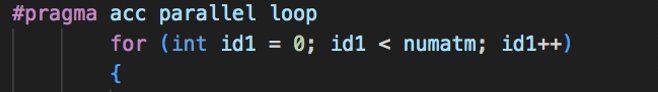 #pragma acc parallel loop
for (int id1 = 0; id1 < numatm; id1++)
{